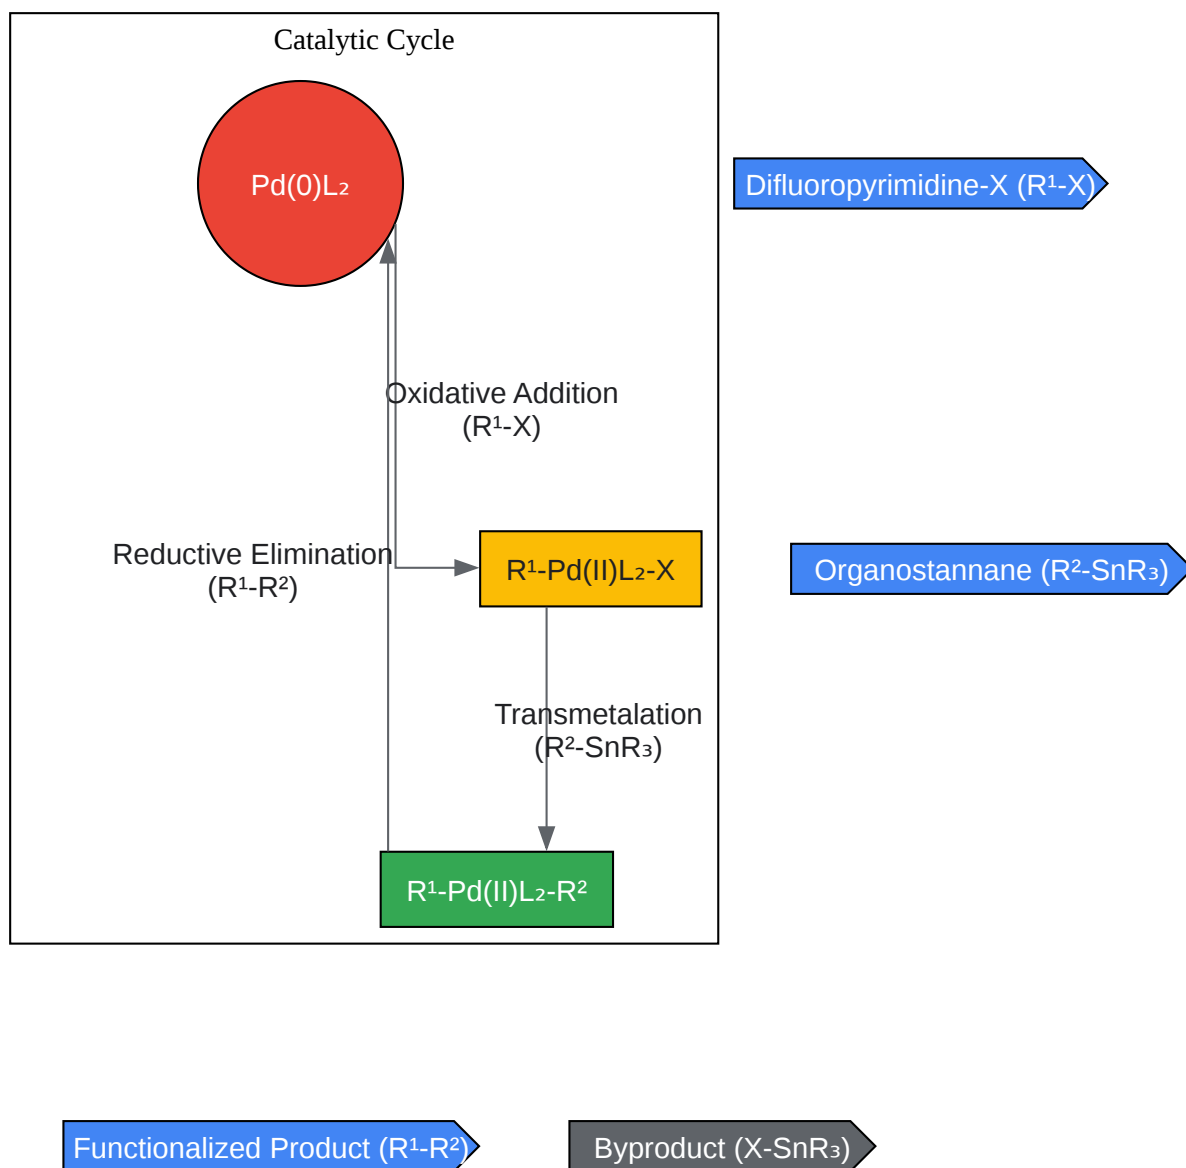 Catalytic Cycle
Pd(0)L₂
Difluoropyrimidine-X (R¹-X)
Oxidative Addition
(R¹-X)
Reductive Elimination
(R¹-R²)
R¹-Pd(II)L₂-X
Organostannane (R²-SnR₃)
Transmetalation
(R²-SnR₃)
R¹-Pd(II)L₂-R²
Functionalized Product (R¹-R²)
Byproduct (X-SnR₃)